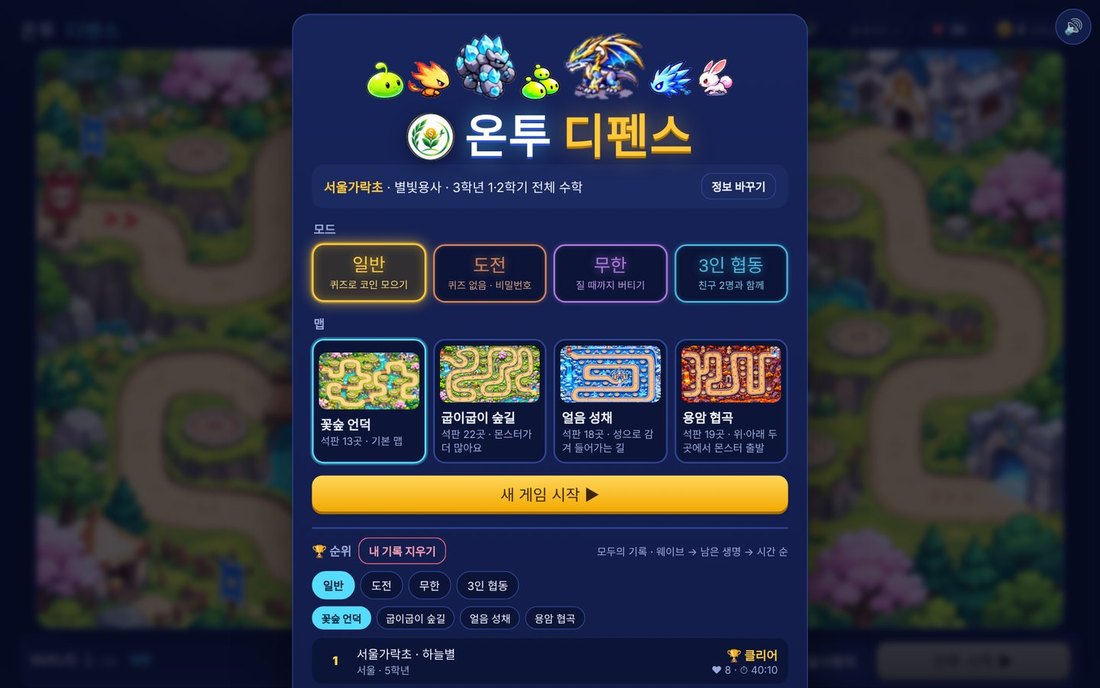 온투 디펜스
서울가락초 · 별빛용사 · 3학년 1·2학기 전체 수학
정보 바꾸기
모드
일반
퀴즈로 코인 모으기
도전
퀴즈 없음 · 비밀번호
무한
질 때까지 버티기
3인 협동
친구 2명과 함께
맵
꽃숲 언덕
석판 13곳 · 기본 맵
굽이굽이 숲길
석판 22곳 · 몬스터가
더 많아요
얼음 성채
석판 18곳 · 성으로 감
겨 들어가는 길
용암 협곡
석판 19곳 · 위·아래 두
곳에서 몬스터 출발
새 게임 시작 ▶
🏆 순위
내 기록 지우기
모두의 기록 · 웨이브 → 남은 생명 → 시간 순
일반
도전
무한
3인 협동
꽃숲 언덕
굽이굽이 숲길
얼음 성채
용암 협곡
1
서울가락초 · 하늘별
🏆 클리어
서울 · 5학년
♥ 8 · ⏱ 40:10